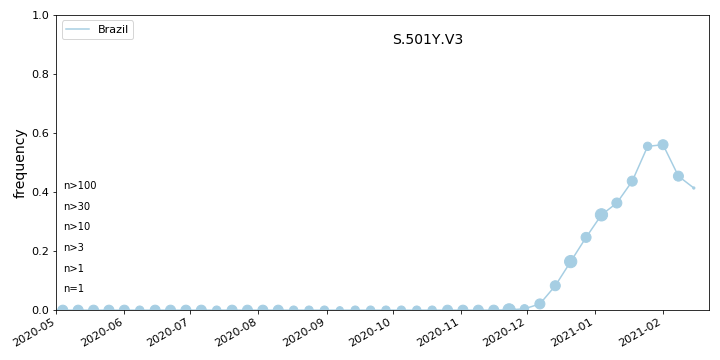 S.501Y.V3
Brazil
frequency
1.0
0.8
0.6
0.4
0.2
0.0
n>100
n>30
n>10
n>3
n>1
n=1
2020-05
2020-06
2020-07
2020-08
2020-09
2020-10
2020-11
2020-12
2021-01
2021-02